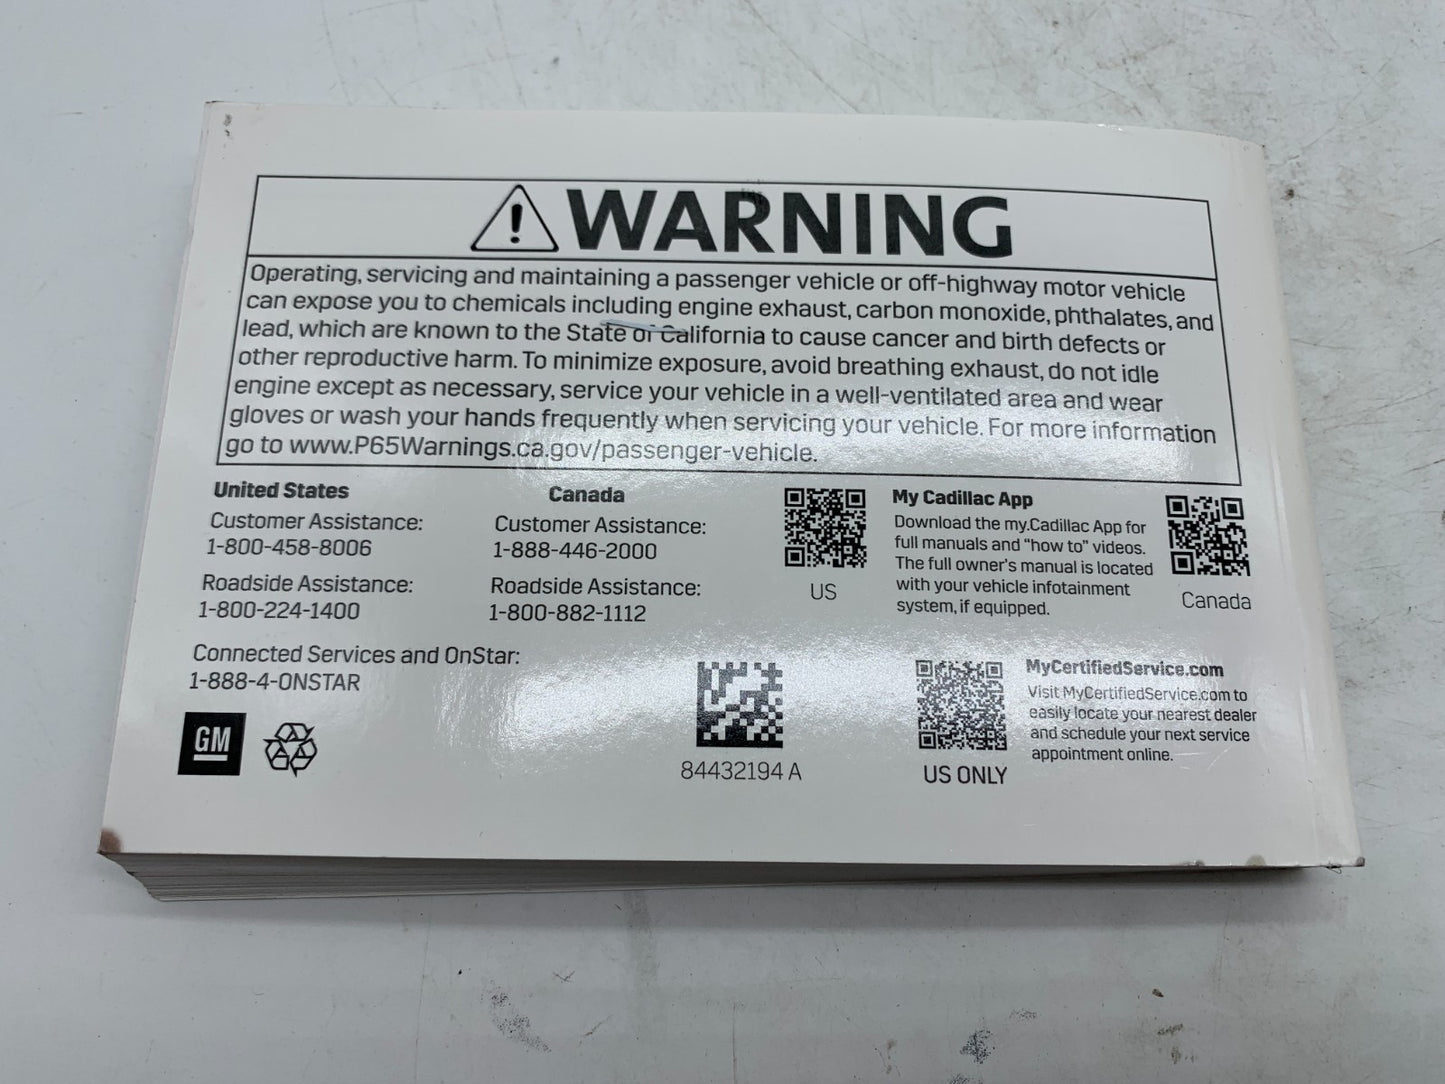 WARNING
Operating, servicing and maintaining a passenger vehicle or off-highway motor vehicle
can expose you to chemicals including engine exhaust, carbon monoxide, phthalates, and
lead, which are known to the State of California to cause cancer and birth defects or
other reproductive harm. To minimize exposure, avoid breathing exhaust, do not idle
engine except as necessary, service your vehicle in a well-ventilated area and wear
gloves or wash your hands frequently when servicing your vehicle. For more information
go to www.P65Warnings.ca.gov/passenger-vehicle.
United States
Customer Assistance:
1-800-458-8006
Roadside Assistance:
1-800-224-1400
Connected Services and OnStar:
1-888-4-ONSTAR
GM
Canada
Customer Assistance:
1-888-446-2000
Roadside Assistance:
1-800-882-1112
US
My Cadillac App
Download the my.Cadillac App for
full manuals and "how to" videos.
The full owner's manual is located
with your vehicle infotainment
system, if equipped.
Canada
84432194 A
US ONLY
MyCertifiedService.com
Visit MyCertifiedService.com to
easily locate your nearest dealer
and schedule your next service
appointment online.